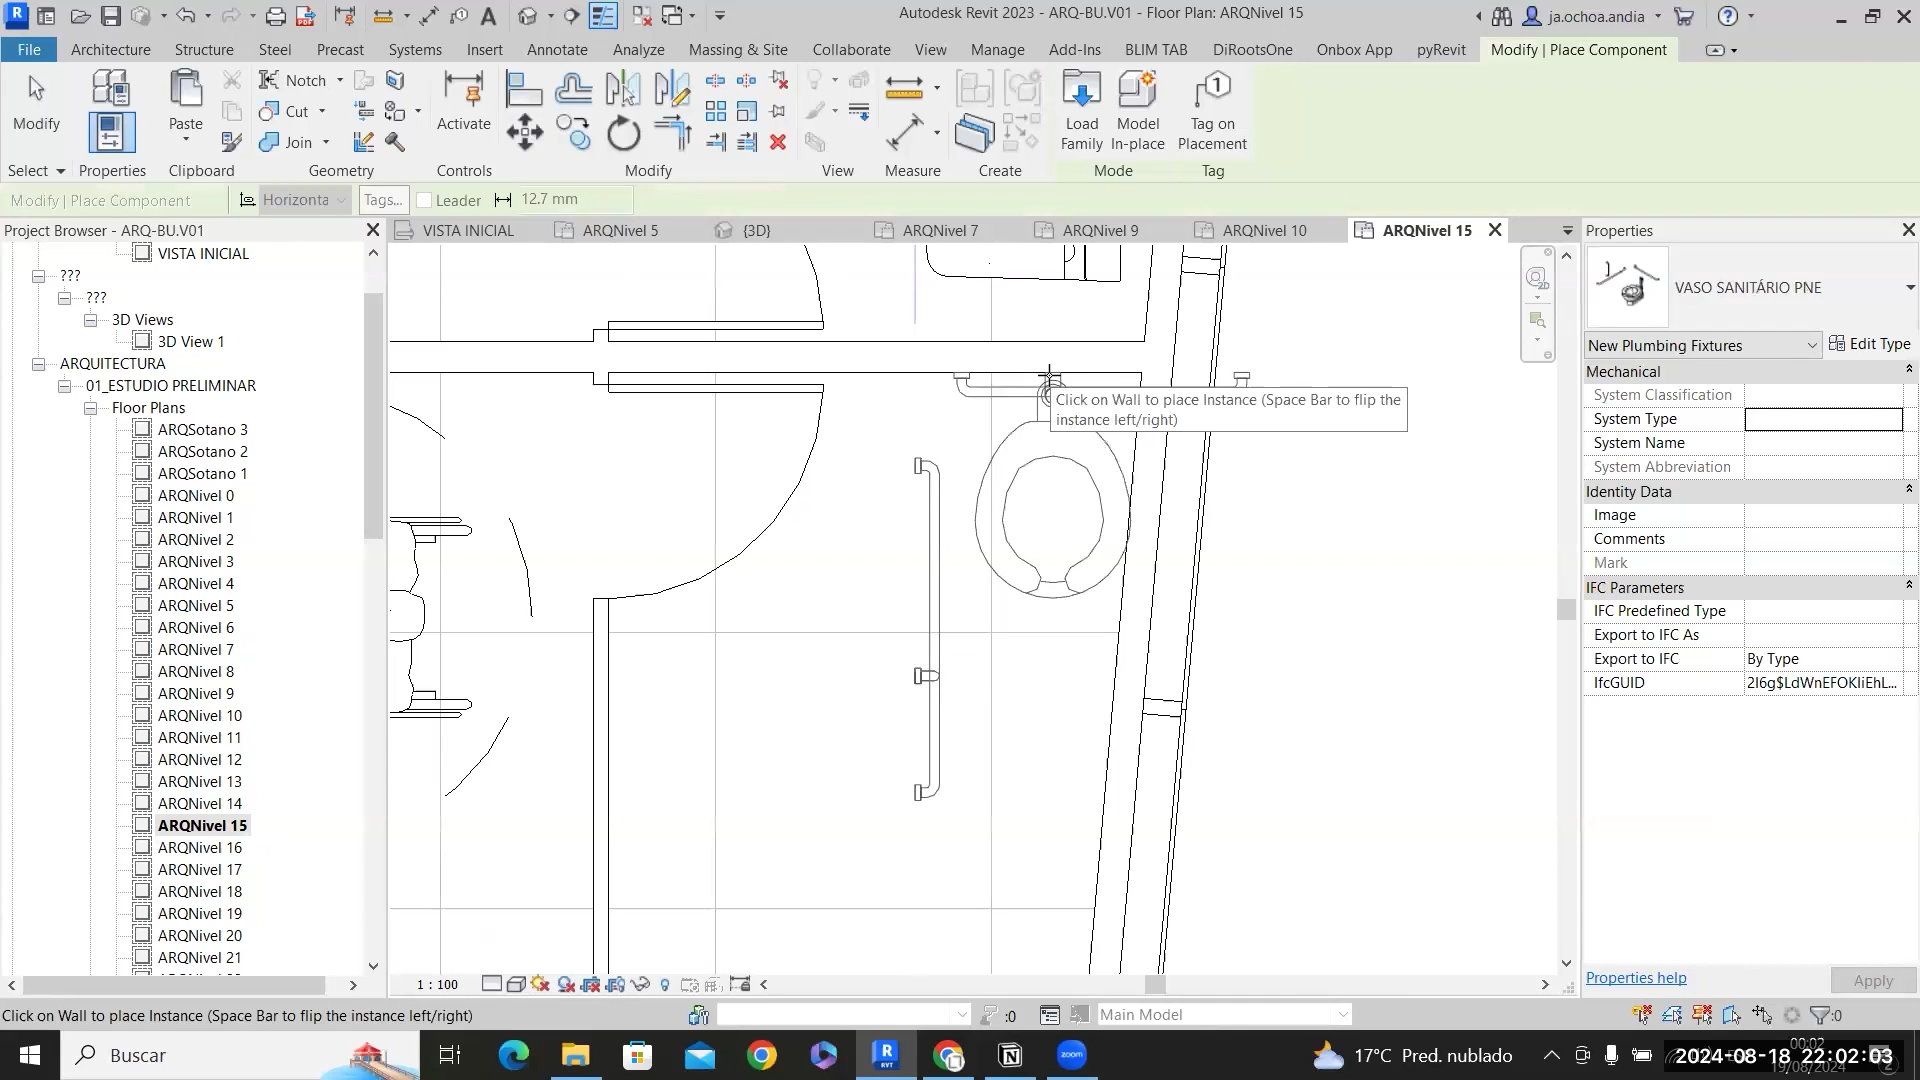 Autodesk Revit 2023 - ARQ-BU.V01 - Floor Plan: ARQNivel 15
ja.ochoa.andia
File Architecture Structure Steel Precast Systems Insert Annotate Analyze Massing & Site Collaborate View Manage Add-Ins BLIM TAB DiRootsOne Onbox App pyRevit Modify | Place Component
Modify Paste Notch Cut Join Activate Load Family Model In-place Tag on Placement
Select Properties Clipboard Geometry Controls Modify View Measure Create Mode Tag
Modify | Place Component Horizonta Tags... Leader 12.7 mm
Project Browser - ARQ-BU.V01
VISTA INICIAL
???
???
3D Views
3D View 1
ARQUITECTURA
01_ESTUDIO PRELIMINAR
Floor Plans
ARQSotano 3
ARQSotano 2
ARQSotano 1
ARQNivel 0
ARQNivel 1
ARQNivel 2
ARQNivel 3
ARQNivel 4
ARQNivel 5
ARQNivel 6
ARQNivel 7
ARQNivel 8
ARQNivel 9
ARQNivel 10
ARQNivel 11
ARQNivel 12
ARQNivel 13
ARQNivel 14
ARQNivel 15
ARQNivel 16
ARQNivel 17
ARQNivel 18
ARQNivel 19
ARQNivel 20
ARQNivel 21
VISTA INICIAL ARQNivel 5 {3D} ARQNivel 7 ARQNivel 9 ARQNivel 10 ARQNivel 15
Click on Wall to place Instance (Space Bar to flip the
instance left/right)
1 : 100
Properties
VASO SANITÁRIO PNE
New Plumbing Fixtures Edit Type
Mechanical
System Classification
System Type
System Name
System Abbreviation
Identity Data
Image
Comments
Mark
IFC Parameters
IFC Predefined Type
Export to IFC As
Export to IFC By Type
IfcGUID 2I6g$LdWnEFOKIiEhL...
Properties help Apply
Click on Wall to place Instance (Space Bar to flip the instance left/right)
:0 Main Model :0
Buscar
zoom
17°C Pred. nublado
00:02
2024-08-18 22:02:03
19/08/2024